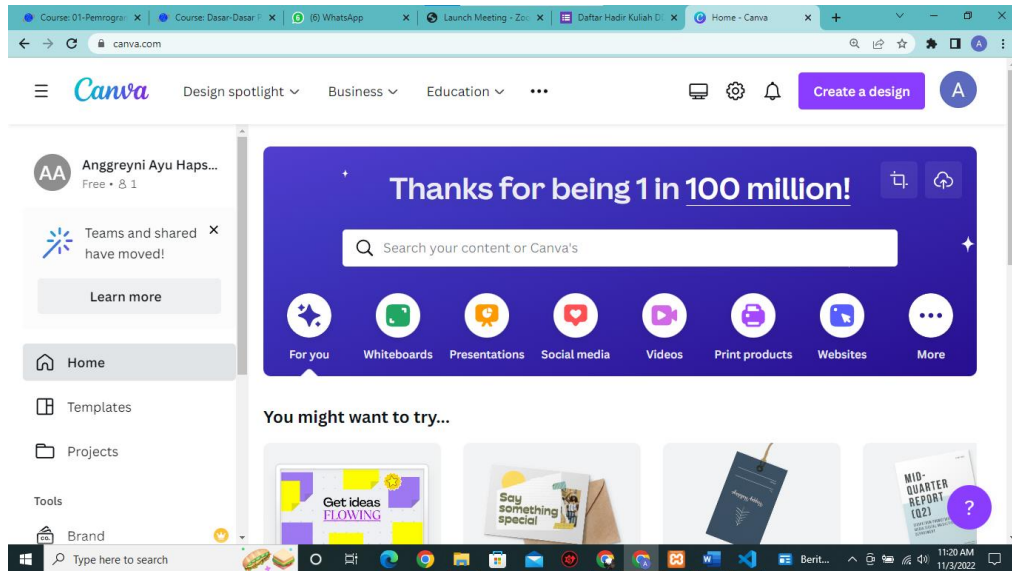 Course: 01-Pemrogra
Course: Dasar-Dasar P
(6) WhatsApp
Launch Meeting - Zoo
Daftar Hadir Kuliah D
Home - Canva
canva.com
A
Canva
Design spotlight
Business
Education
Create a design
A
AA
Anggreyni Ayu Haps...
Free • 1
Teams and shared
have moved!
Learn more
Home
Templates
Projects
Tools
Brand
Thanks for being 1 in 100 million!
Search your content or Canva's
For you
Whiteboards
Presentations
Social media
Videos
Print products
Websites
More
You might want to try...
Get ideas
FLOWING
Say
something
special
MID-
QUARTER
REPORT
(Q2)
?
Type here to search
Berit...
11:20 AM
11/3/2022